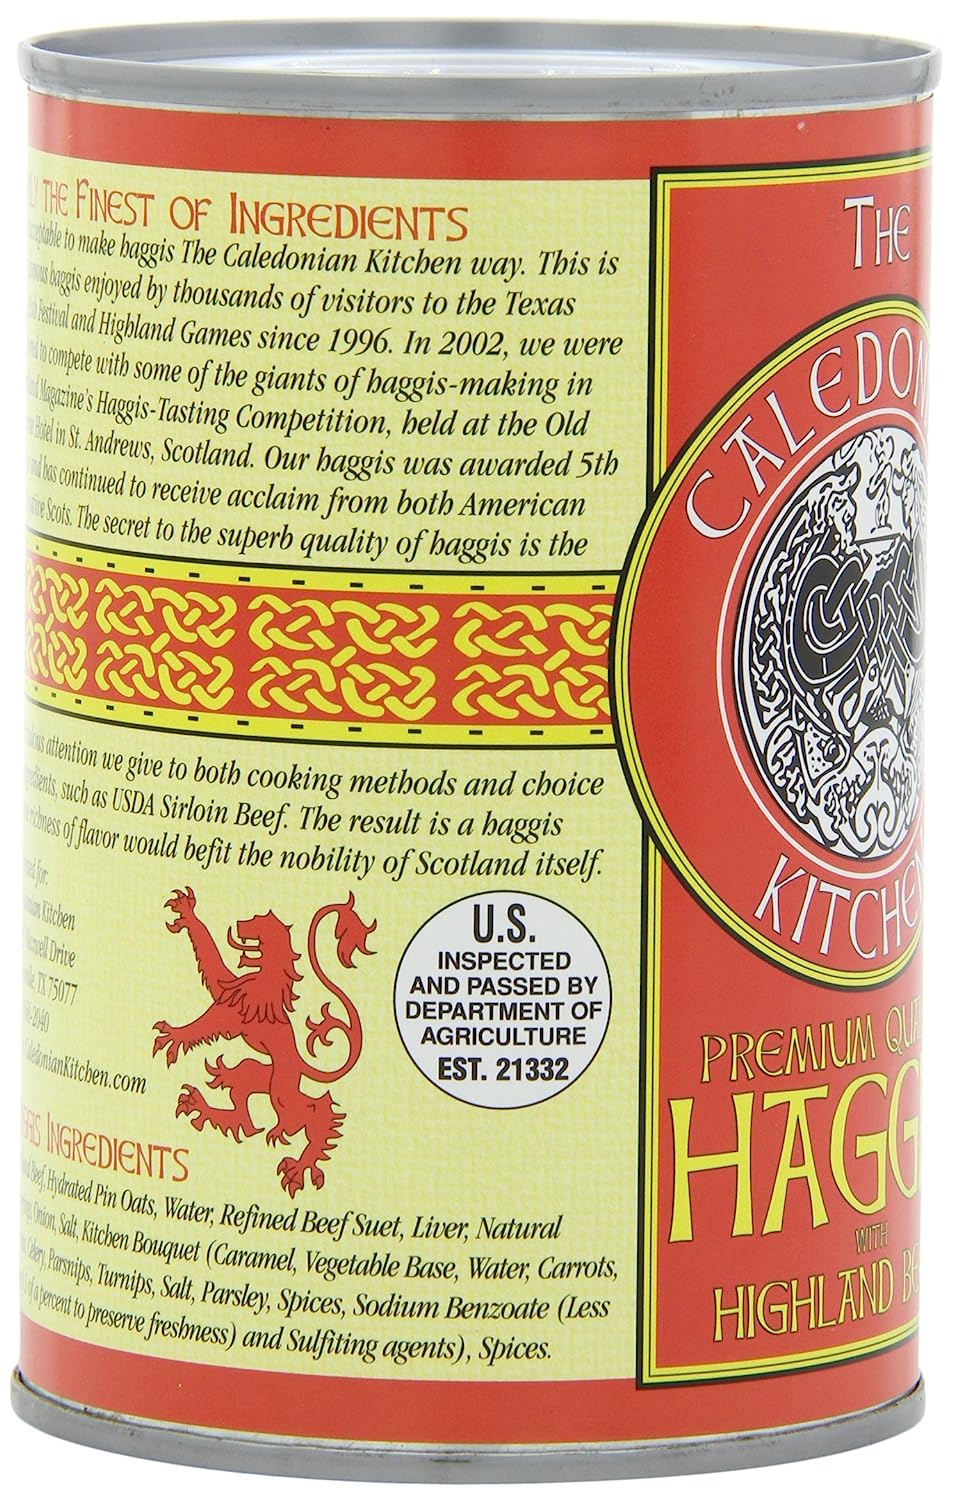 THE FINEST OF INGREDIENTS
to make haggis The Caledonian Kitchen way. This is
haggis enjoyed by thousands of visitors to the Texas
Festival and Highland Games since 1996. In 2002, we were
to compete with some of the giants of haggis-making in
Magazine's Haggis-Tasting Competition, held at the Old
Hotel in St. Andrews, Scotland. Our haggis was awarded 5th
and has continued to receive acclaim from both American
Scots. The secret to the superb quality of haggis is the
attention we give to both cooking methods and choice
such as USDA Sirloin Beef. The result is a haggis
richness of flavor would befit the nobility of Scotland itself.
for:
Kitchen
Drive
TX 75077
-2040
CaledonianKitchen.com
U.S.
INSPECTED
AND PASSED BY
DEPARTMENT OF
AGRICULTURE
EST. 21332
INGREDIENTS
Beef, Hydrated Pin Oats, Water, Refined Beef Suet, Liver, Natural
Onion, Salt, Kitchen Bouquet (Caramel, Vegetable Base, Water, Carrots,
Celery, Parsnips, Turnips, Salt, Parsley, Spices, Sodium Benzoate (Less
of a percent to preserve freshness) and Sulfiting agents), Spices.
THE
CALEDON
KITCHEN
PREMIUM QUA
HAGG
WITH
HIGHLAND BE